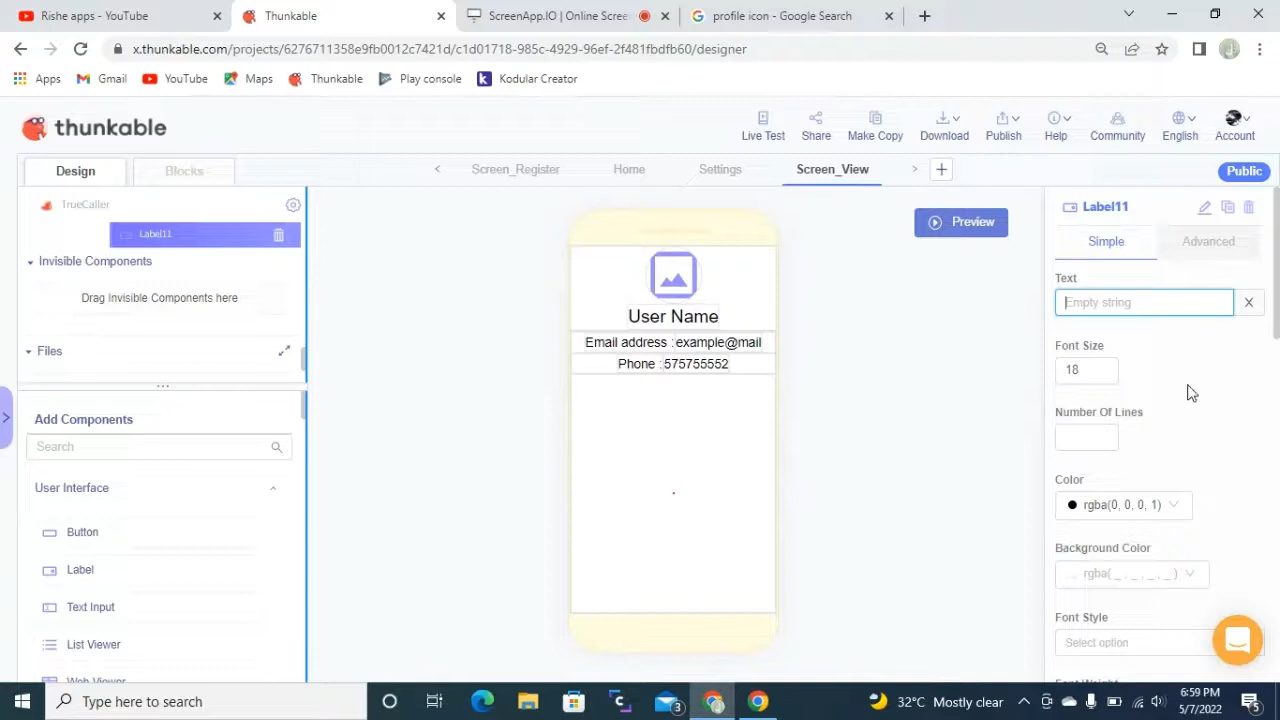 Rishe apps - YouTube
Thunkable
ScreenApp.IO | Online Screen
profile icon - Google Search
x.thunkable.com/projects/6276711358e9fb0012c7421d/c1d01718-985c-4929-96ef-2f481fbdfb60/designer
Apps
Gmail
YouTube
Maps
Thunkable
Play console
Kodular Creator
thunkable
Live Test
Share
Make Copy
Download
Publish
Help
Community
English
Account
Design
Blocks
Screen_Register
Home
Settings
Screen_View
Public
TrueCaller
Label11
Invisible Components
Drag Invisible Components here
Files
Add Components
Search
User Interface
Button
Label
Text Input
List Viewer
Web Viewer
Preview
User Name
Email address : example@mail
Phone : 575755552
Label11
Simple
Advanced
Text
Empty string
X
Font Size
18
Number Of Lines
Color
rgba(0, 0, 0, 1)
Background Color
rgba(_,_,_,_)
Font Style
Select option
Type here to search
3
32°C Mostly clear
6:59 PM
5/7/2022
5